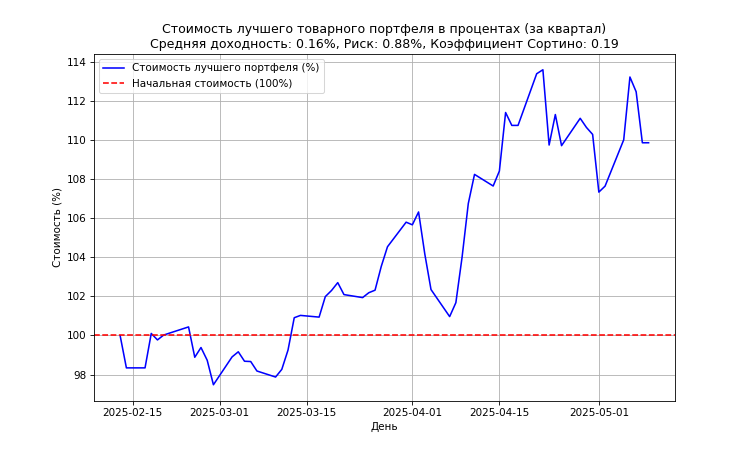 Стоимость лучшего товарного портфеля в процентах (за квартал)
Средняя доходность: 0.16%, Риск: 0.88%, Коэффициент Сортино: 0.19
Стоимость лучшего портфеля (%)
Начальная стоимость (100%)
Стоимость (%)
114
112
110
108
106
104
102
100
98
2025-02-15
2025-03-01
2025-03-15
2025-04-01
2025-04-15
2025-05-01
День